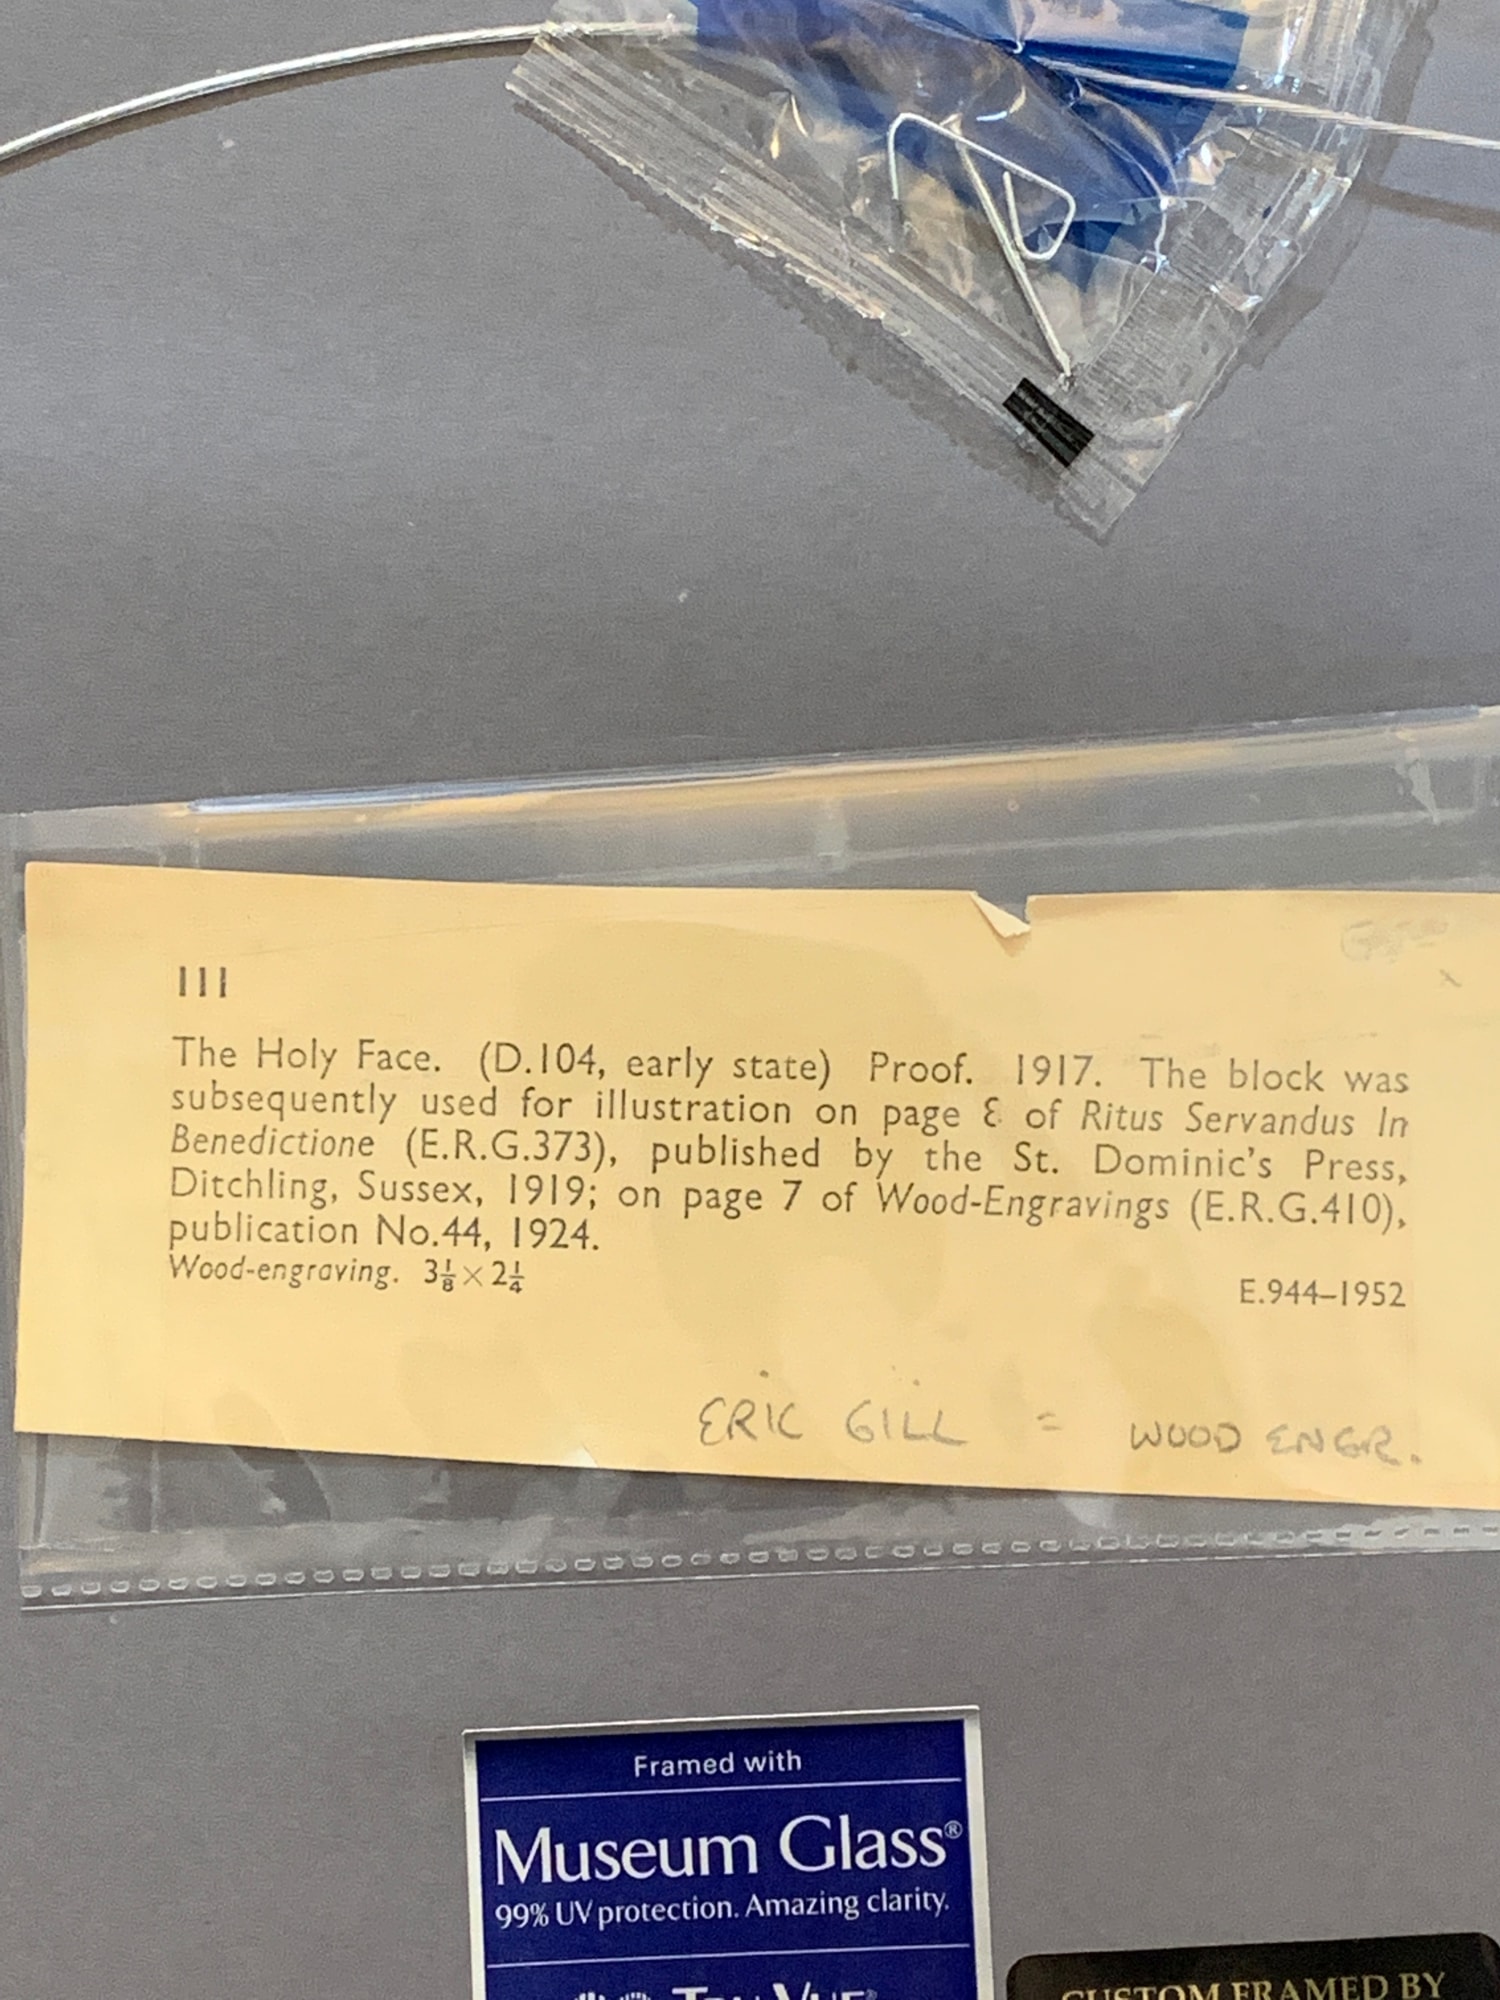 111
The Holy Face. (D.104, early state) Proof. 1917. The block was
subsequently used for illustration on page 8 of Ritus Servandus In
Benedictione (E.R.G.373), published by the St. Dominic's Press,
Ditchling, Sussex, 1919; on page 7 of Wood-Engravings (E.R.G.410),
publication No.44, 1924.
Wood-engraving. 3⅛ × 2¼
E.944–1952
ERIC GILL = WOOD ENGR.
Framed with
Museum Glass®
99% UV protection. Amazing clarity.
TRU VUE®
CUSTOM FRAMED BY